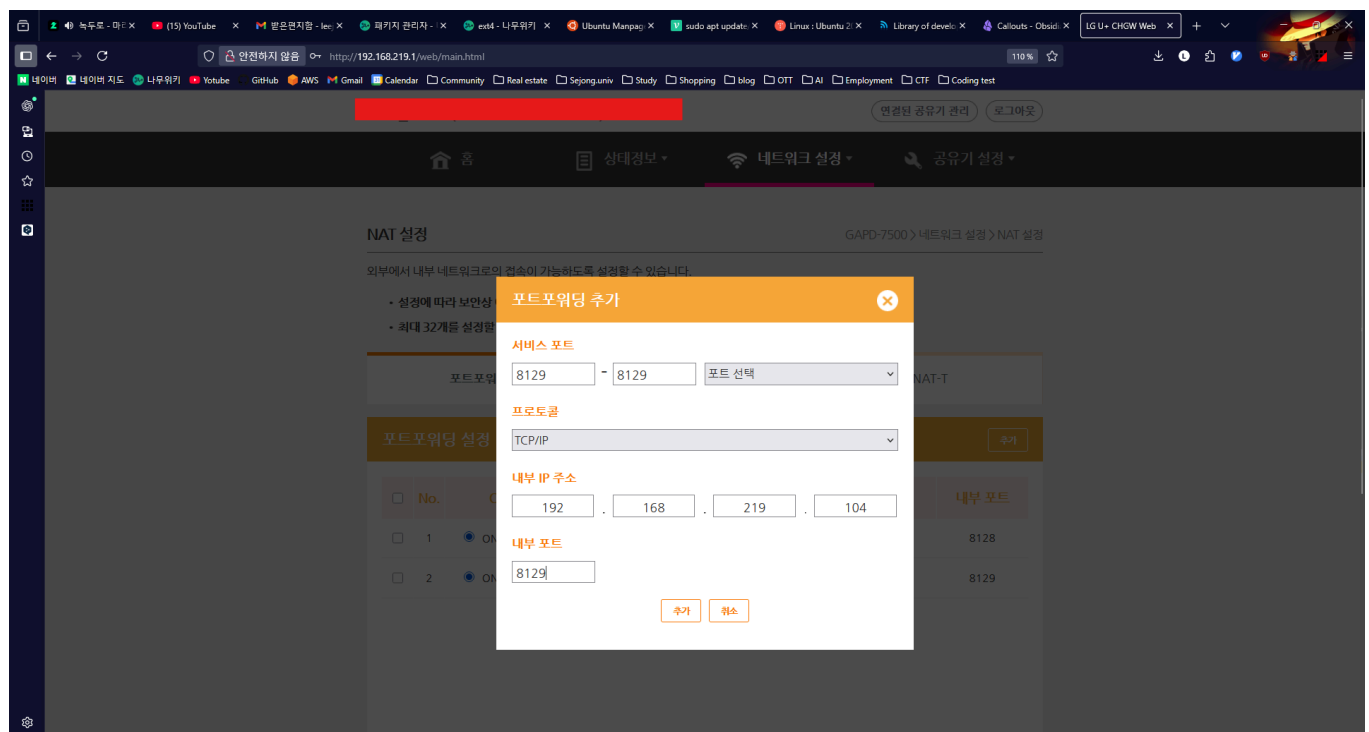 녹두로 - 마
(15) YouTube
받은편지함 - lee
패키지 관리자 -
ext4 - 나무위키
Ubuntu Manpag
sudo apt update
Linux : Ubuntu 2
Library of develo
Callouts - Obsidi
LG U+ CHGW Web
안전하지 않음
http://192.168.219.1/web/main.html
110 %
네이버
네이버 지도
나무위키
Yotube
GitHub
AWS
Gmail
Calendar
Community
Real estate
Sejong.univ
Study
Shopping
blog
OTT
AI
Employment
CTF
Coding test
연결된 공유기 관리
로그아웃
홈
상태정보
네트워크 설정
공유기 설정
NAT 설정
GAPD-7500 > 네트워크 설정 > NAT 설정
외부에서 내부 네트워크로의 접속이 가능하도록 설정할 수 있습니다.
• 설정에 따라 보안상
• 최대 32개를 설정할
포트포워
NAT-T
포트포워딩 설정
추가
No.
내부 포트
1
ON
8128
2
ON
8129
포트포워딩 추가
서비스 포트
8129 - 8129 포트 선택
프로토콜
TCP/IP
내부 IP 주소
192 . 168 . 219 . 104
내부 포트
8129
추가
취소